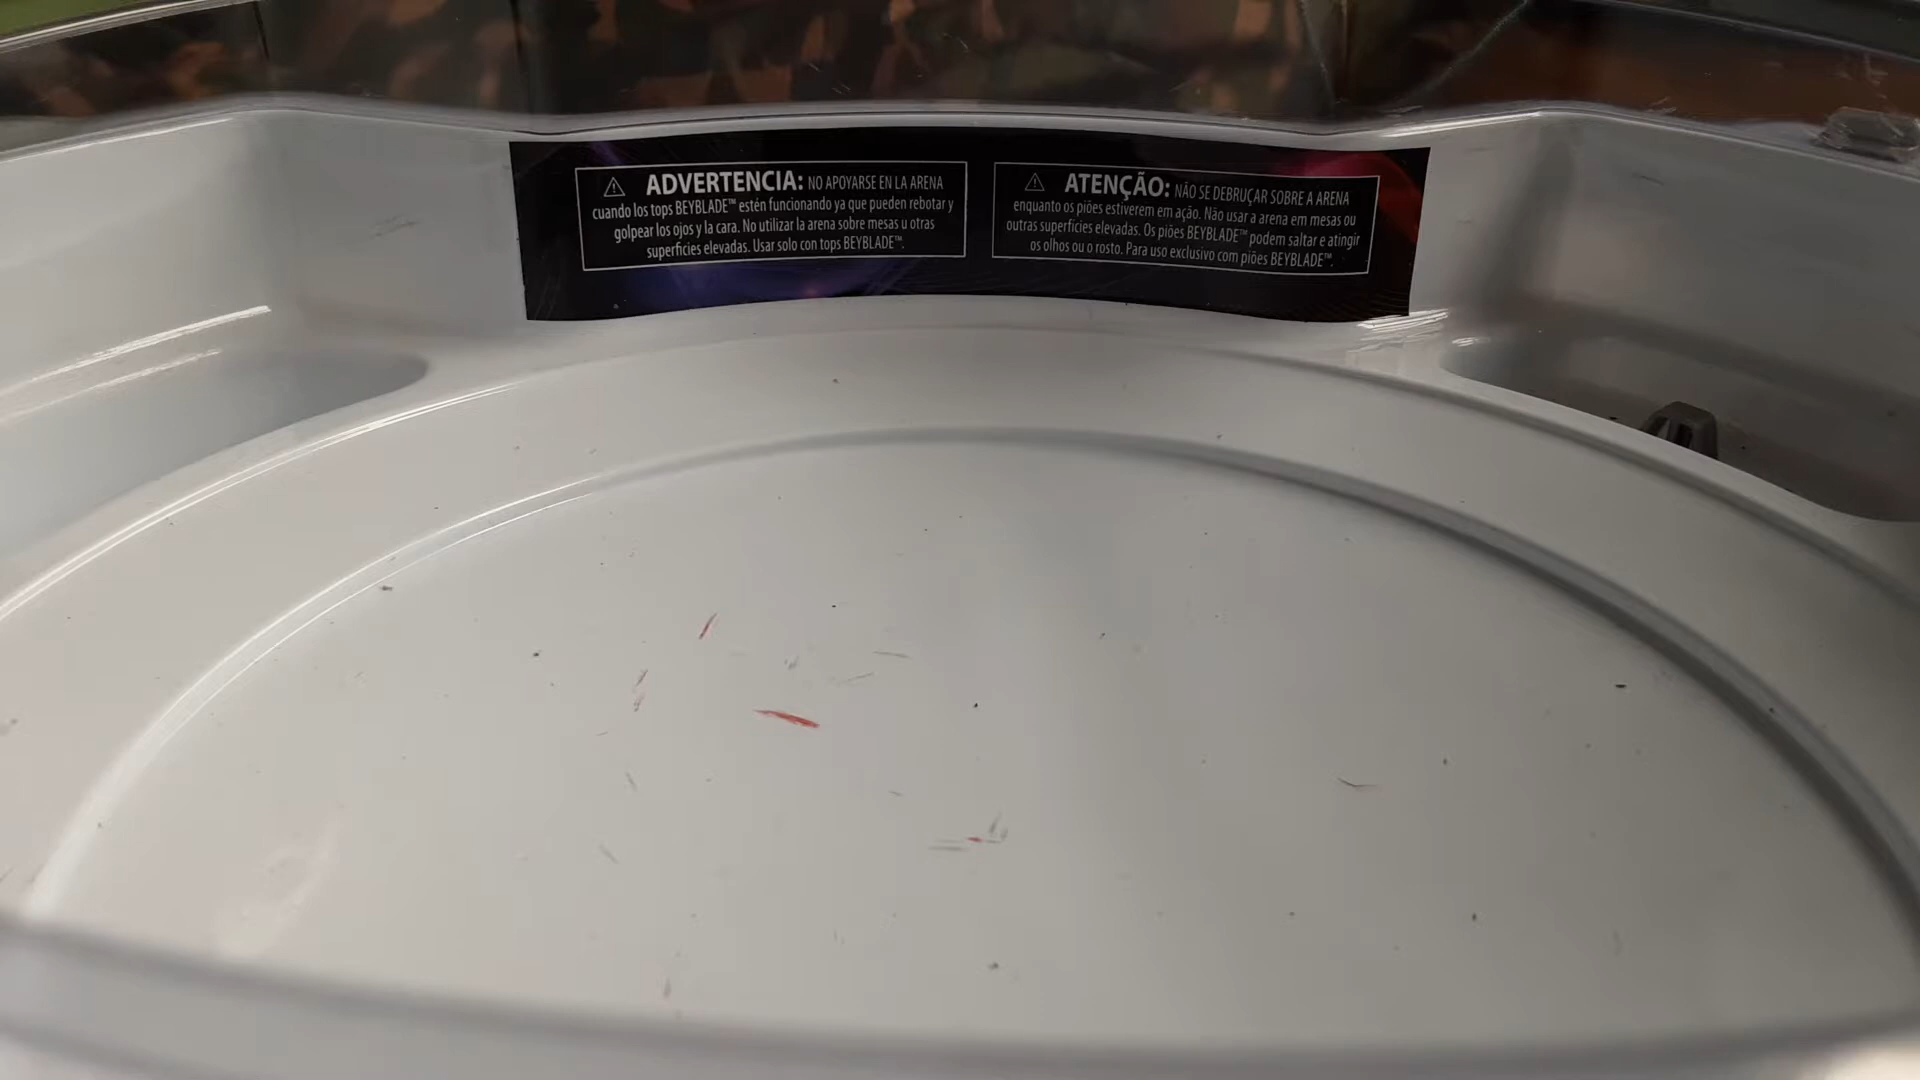 ADVERTENCIA: NO APOYARSE EN LA ARENA
cuando los tops BEYBLADE™ estén funcionando ya que pueden rebotar y
golpear los ojos y la cara. No utilizar la arena sobre mesas u otras
superficies elevadas. Usar solo con tops BEYBLADE™.
ATENÇÃO: NÃO SE DEBRUÇAR SOBRE A ARENA
enquanto os piões estiverem em ação. Não usar a arena em mesas ou
outras superfícies elevadas. Os piões BEYBLADE™ podem saltar e atingir
os olhos ou o rosto. Para uso exclusivo com piões BEYBLADE™.